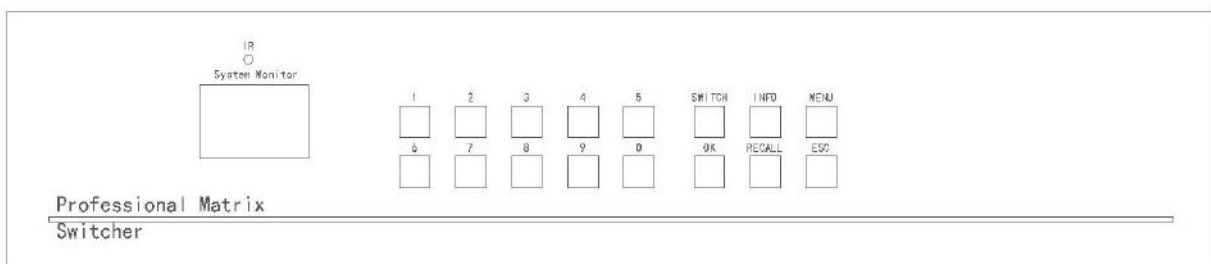 IR
System Monitor
1 2 3 4 5 SWITCH INFO MENU
6 7 8 9 0 OK RECALL ESC
Professional Matrix
Switcher